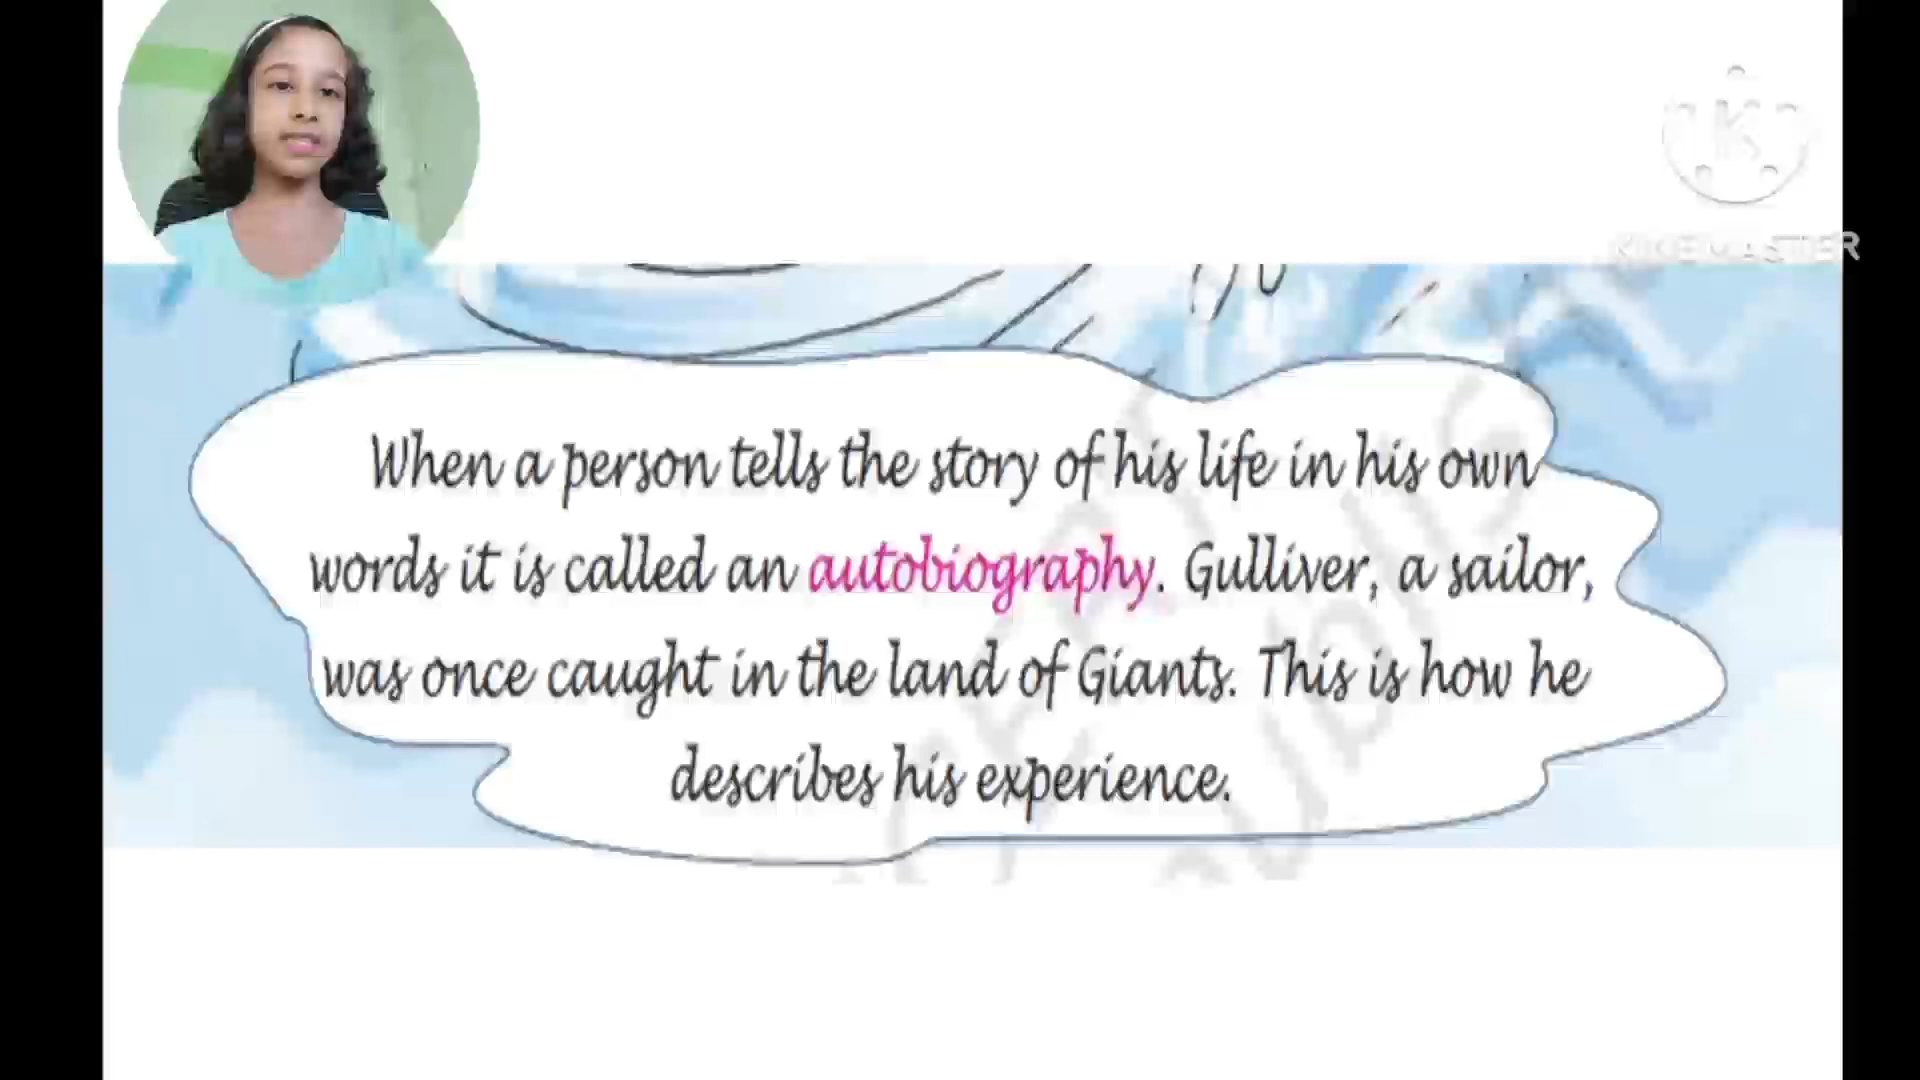 K
KINEMASTER
When a person tells the story of his life in his own
words it is called an autobiography. Gulliver, a sailor,
was once caught in the land of Giants. This is how he
describes his experience.